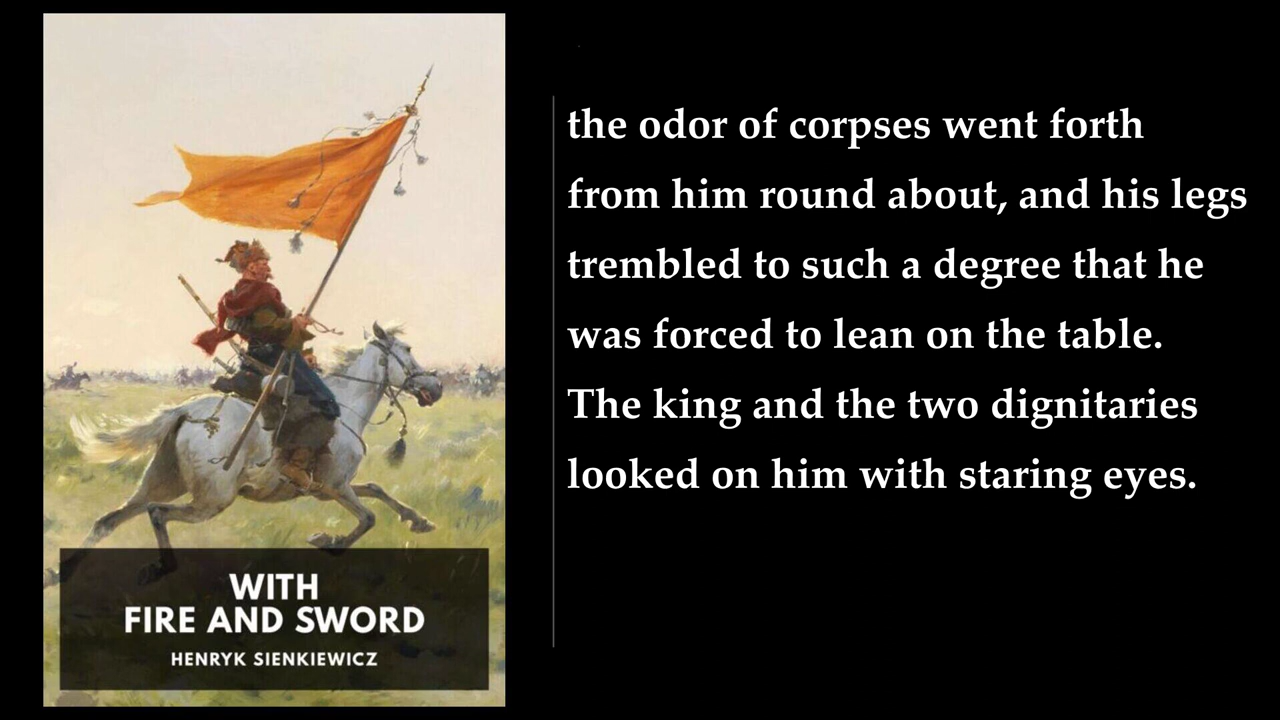 the odor of corpses went forth
from him round about, and his legs
trembled to such a degree that he
was forced to lean on the table.
The king and the two dignitaries
looked on him with staring eyes.
WITH
FIRE AND SWORD
HENRYK SIENKIEWICZ